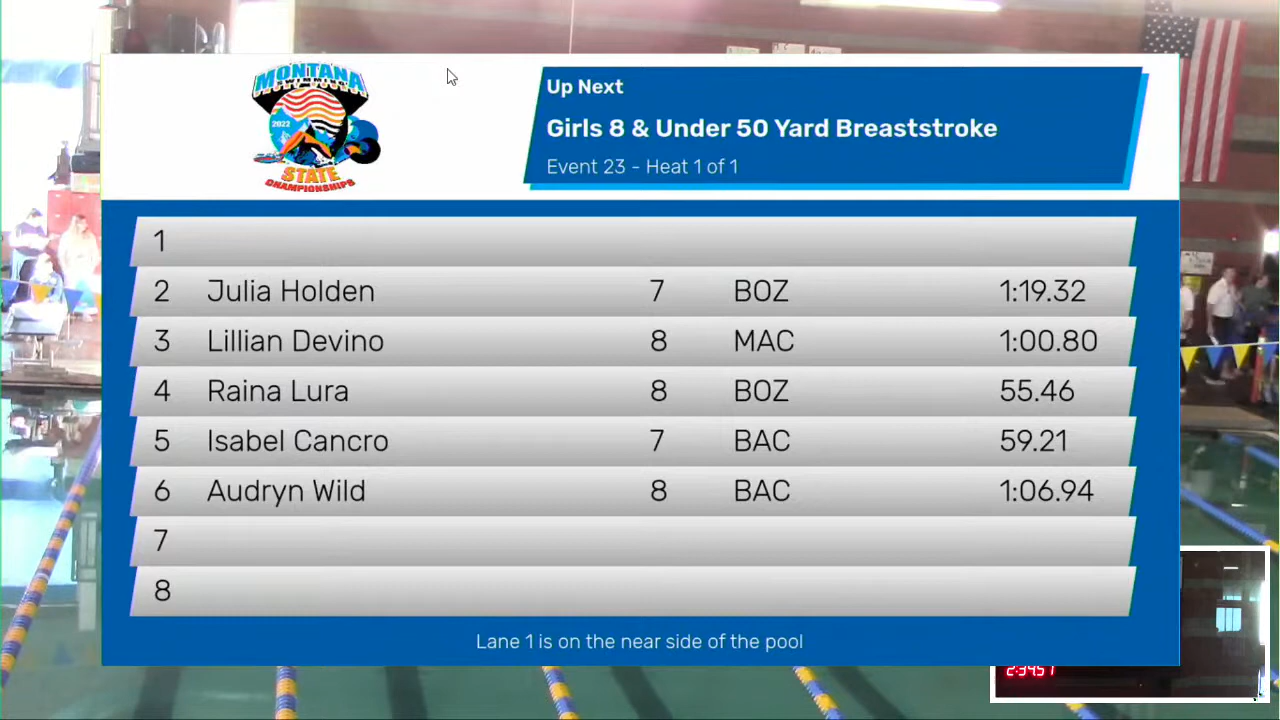 MONTANA
SWIMMING
2022
STATE
CHAMPIONSHIPS
Up Next
Girls 8 & Under 50 Yard Breaststroke
Event 23 - Heat 1 of 1
1
2 Julia Holden 7 BOZ 1:19.32
3 Lillian Devino 8 MAC 1:00.80
4 Raina Lura 8 BOZ 55.46
5 Isabel Cancro 7 BAC 59.21
6 Audryn Wild 8 BAC 1:06.94
7
8
Lane 1 is on the near side of the pool